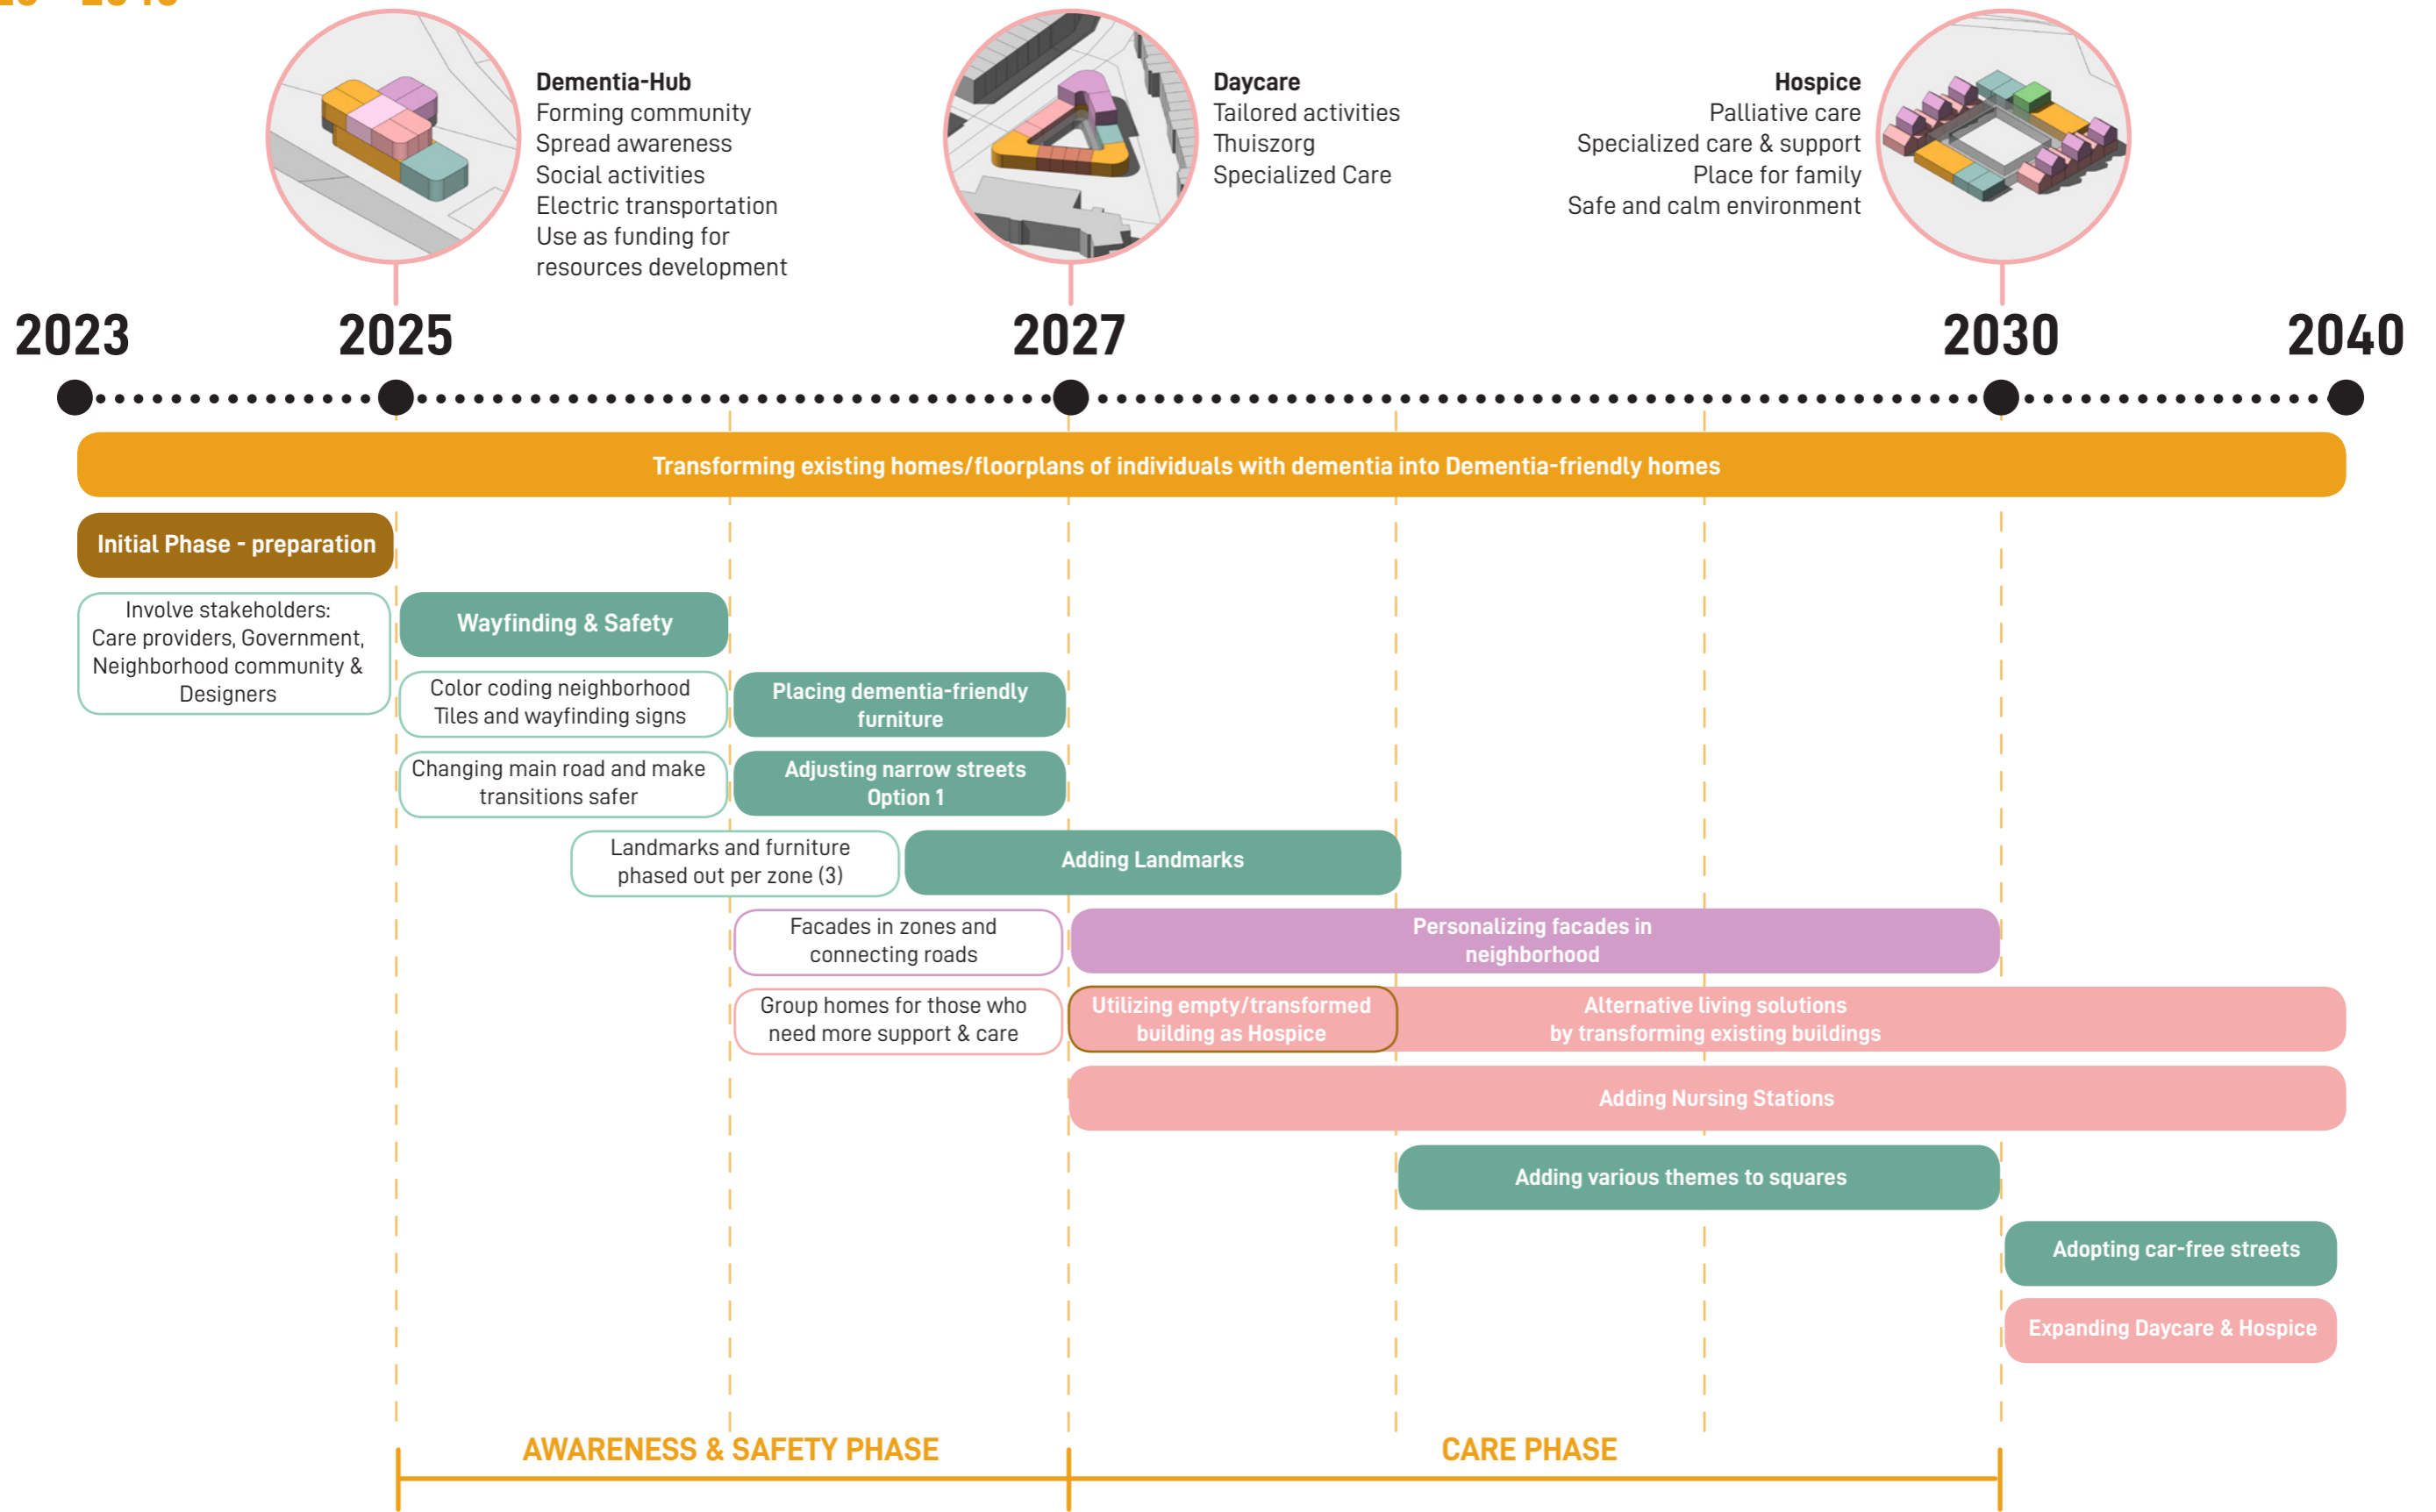 Dementia-Hub
Forming community
Spread awareness
Social activities
Electric transportation
Use as funding for
resources development
Daycare
Tailored activities
Thuiszorg
Specialized Care
Hospice
Palliative care
Specialized care & support
Place for family
Safe and calm environment
2023
2025
2027
2030
2040
Transforming existing homes/floorplans of individuals with dementia into Dementia-friendly homes
Initial Phase - preparation
Involve stakeholders:
Care providers, Government,
Neighborhood community &
Designers
Wayfinding & Safety
Color coding neighborhood
Tiles and wayfinding signs
Placing dementia-friendly
furniture
Changing main road and make
transitions safer
Adjusting narrow streets
Option 1
Landmarks and furniture
phased out per zone (3)
Adding Landmarks
Facades in zones and
connecting roads
Personalizing facades in
neighborhood
Group homes for those who
need more support & care
Utilizing empty/transformed
building as Hospice
Alternative living solutions
by transforming existing buildings
Adding Nursing Stations
Adding various themes to squares
Adopting car-free streets
Expanding Daycare & Hospice
AWARENESS & SAFETY PHASE
CARE PHASE